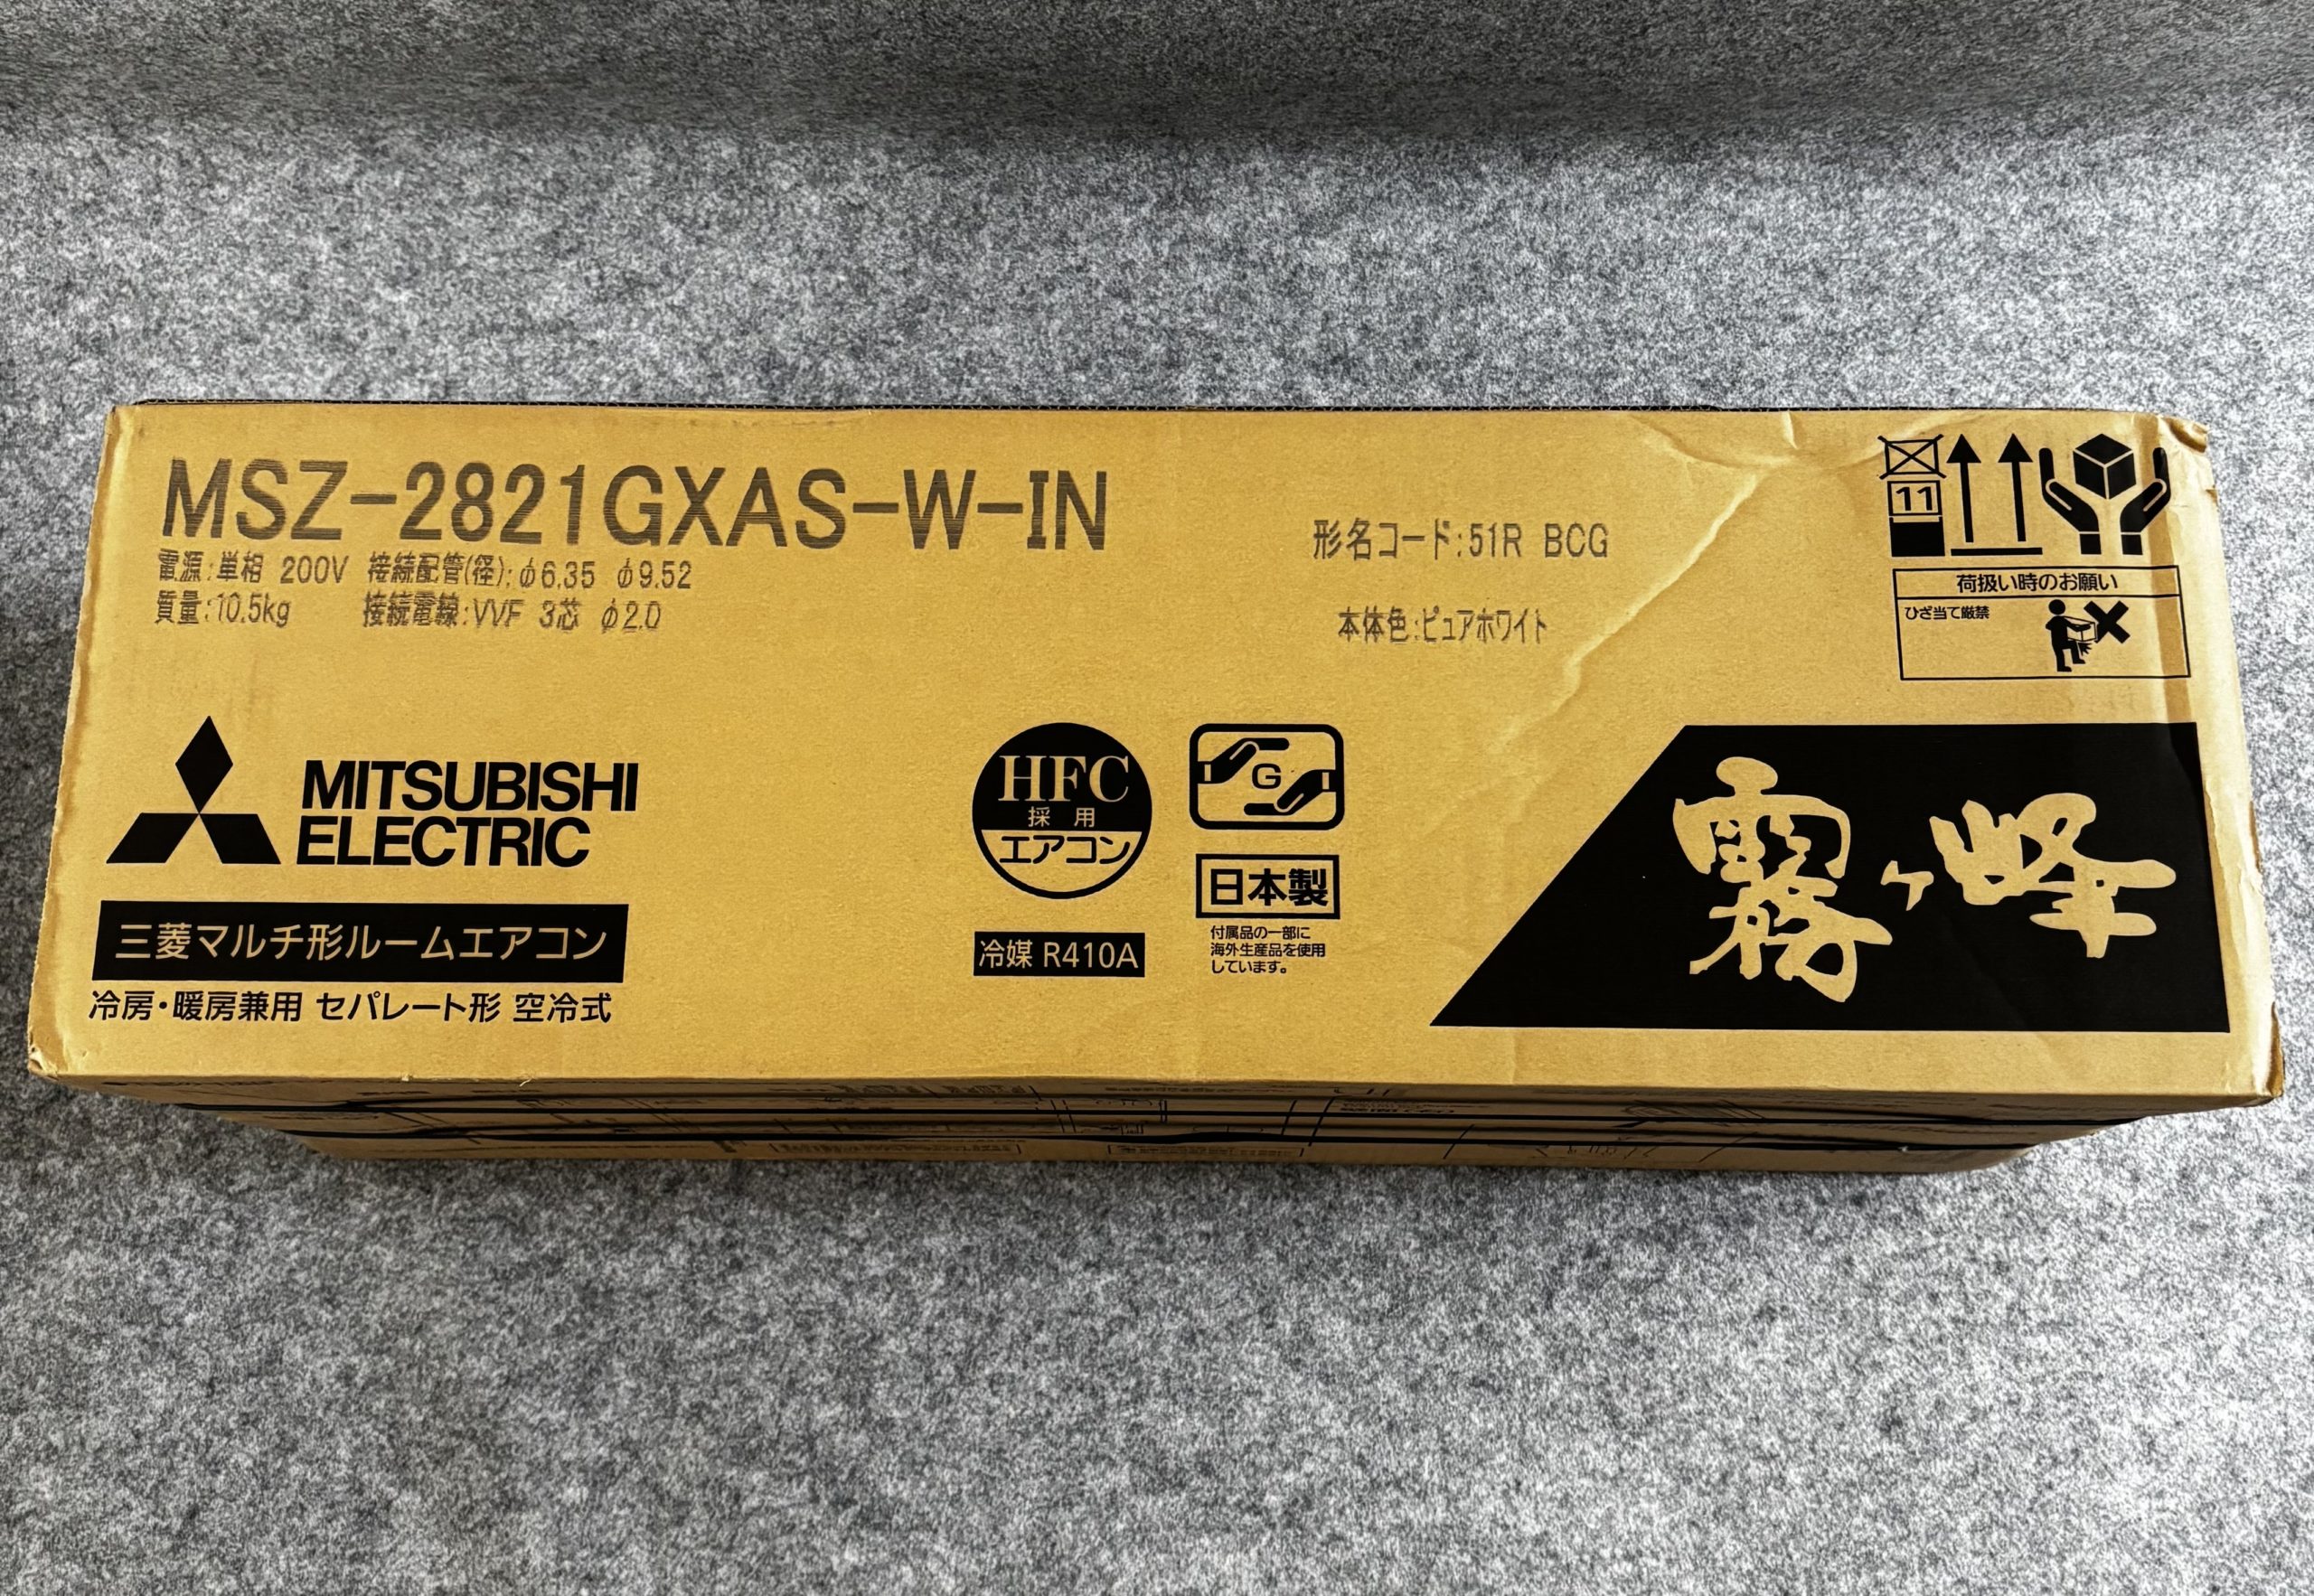 MSZ-2821GXAS-W-IN
電源:単相 200V 接続配管(径):φ6.35 φ9.52
質量:10.5kg 接続電線:VVF 3芯 φ2.0
形名コード:51R BCG
本体色:ピュアホワイト
11
荷扱い時のお願い
ひざ当て厳禁
MITSUBISHI
ELECTRIC
三菱マルチ形ルームエアコン
冷房・暖房兼用 セパレート形 空冷式
HFC
採用
エアコン
冷媒 R410A
G
日本製
付属品の一部に
海外生産品を使用
しています。
霧ヶ峰